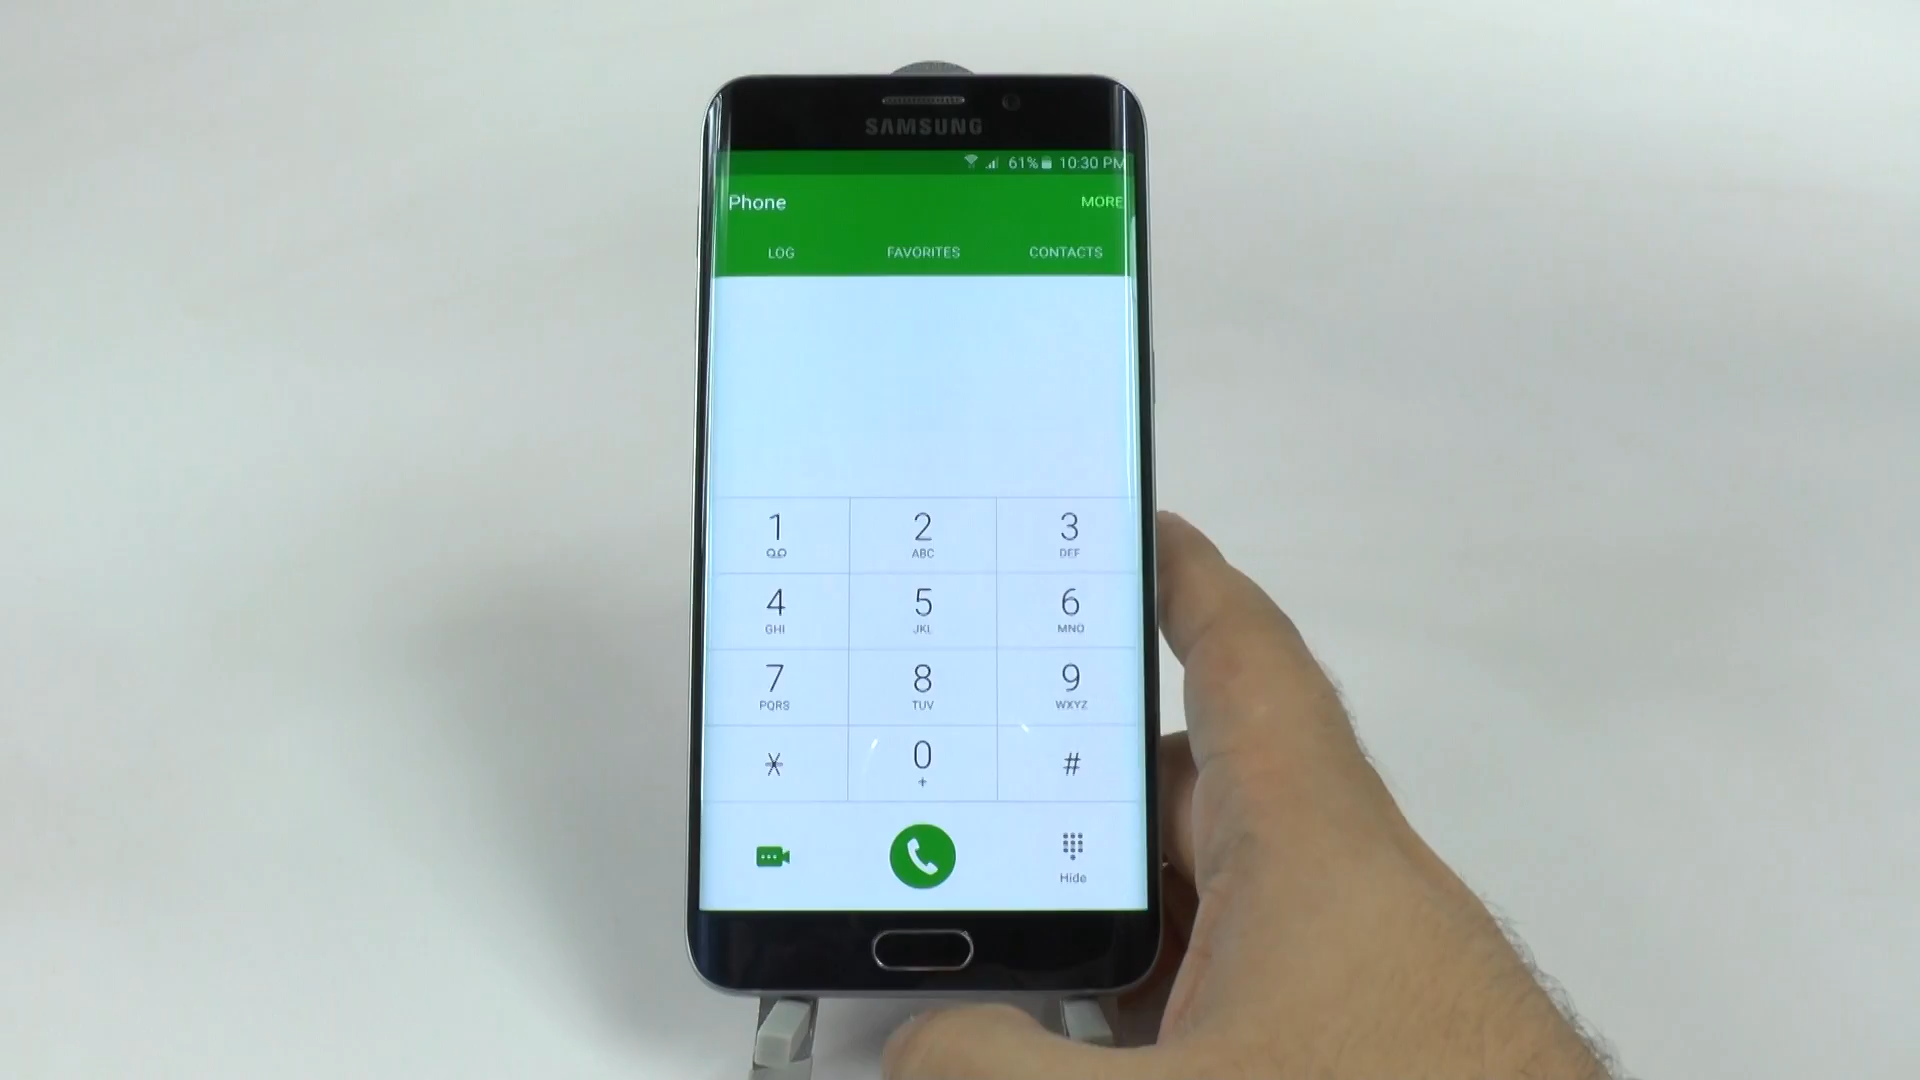 SAMSUNG
61% 10:30 PM
Phone MORE
LOG FAVORITES CONTACTS
1 2 3
ABC DEF
4 5 6
GHI JKL MNO
7 8 9
PQRS TUV WXYZ
* 0 #
+
Hide